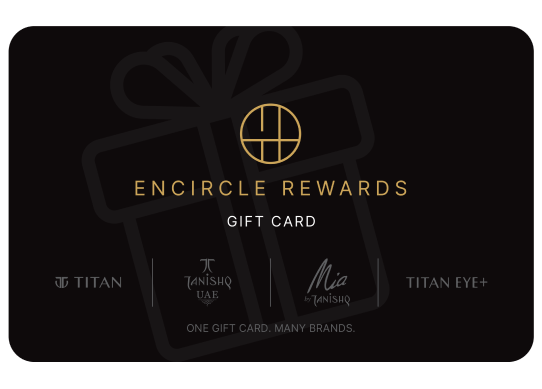 ENCIRCLE REWARDS
GIFT CARD
TITAN
TANISHQ
UAE
Mia
by TANISHQ
TITAN EYE+
ONE GIFT CARD. MANY BRANDS.